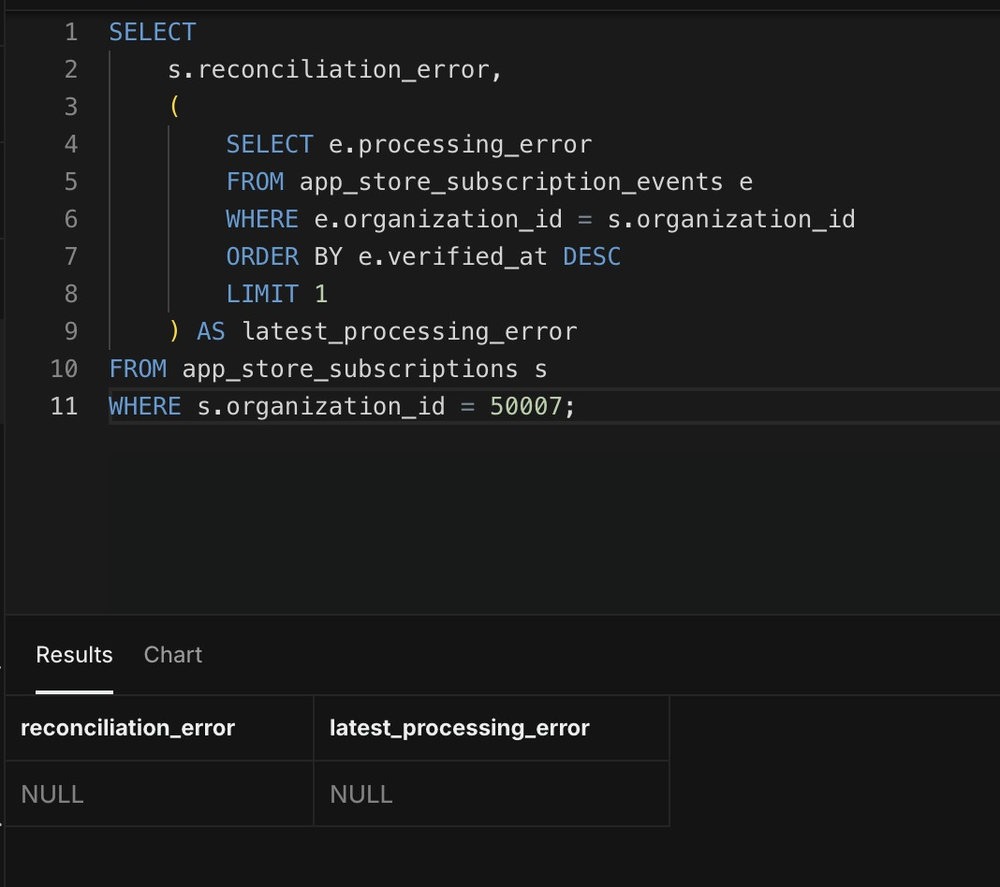 1 SELECT
2 s.reconciliation_error,
3 (
4 SELECT e.processing_error
5 FROM app_store_subscription_events e
6 WHERE e.organization_id = s.organization_id
7 ORDER BY e.verified_at DESC
8 LIMIT 1
9 ) AS latest_processing_error
10 FROM app_store_subscriptions s
11 WHERE s.organization_id = 50007;
Results Chart
reconciliation_error latest_processing_error
NULL NULL